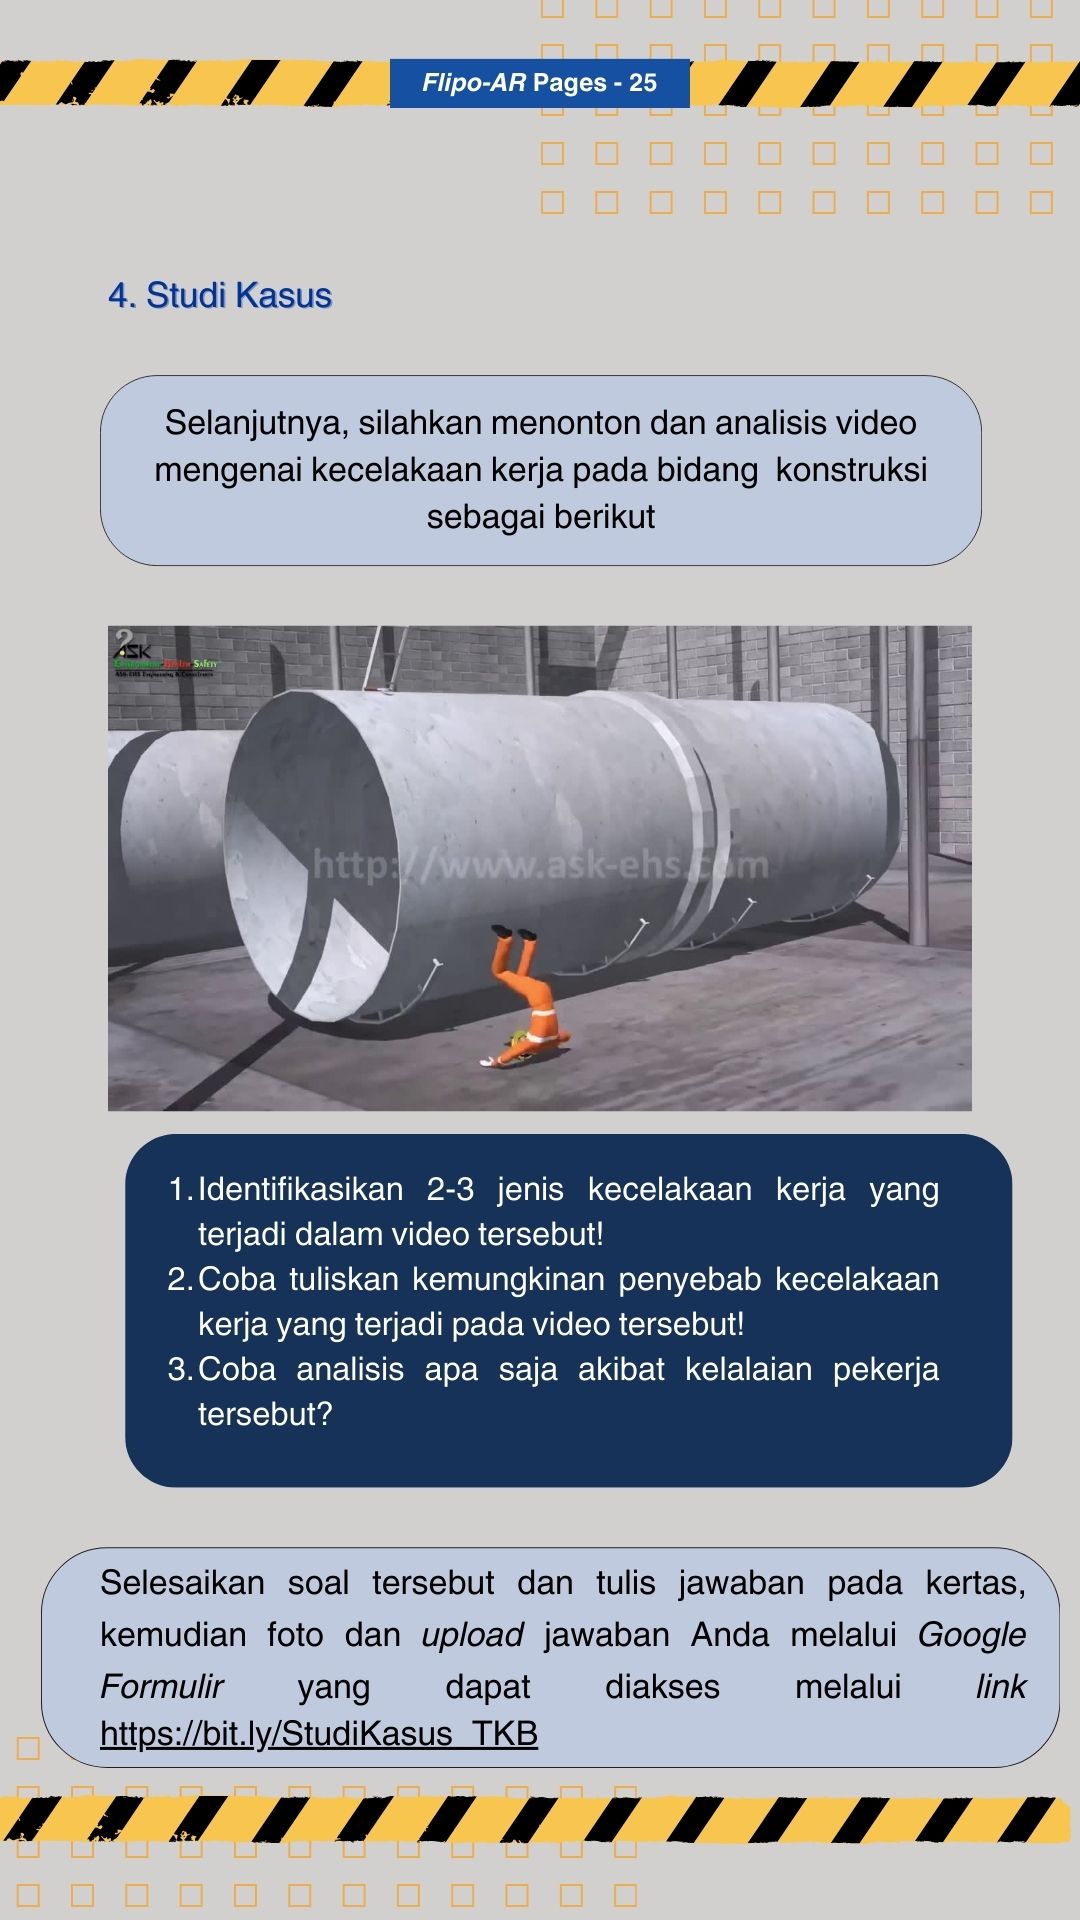 Flipo-AR Pages - 25
4. Studi Kasus
Selanjutnya, silahkan menonton dan analisis video
mengenai kecelakaan kerja pada bidang konstruksi
sebagai berikut
ASK
Safety
http://www.ask-ehs.com
1. Identifikasikan 2-3 jenis kecelakaan kerja yang
terjadi dalam video tersebut!
2. Coba tuliskan kemungkinan penyebab kecelakaan
kerja yang terjadi pada video tersebut!
3. Coba analisis apa saja akibat kelalaian pekerja
tersebut?
Selesaikan soal tersebut dan tulis jawaban pada kertas,
kemudian foto dan upload jawaban Anda melalui Google
Formulir yang dapat diakses melalui link
https://bit.ly/StudiKasus_TKB